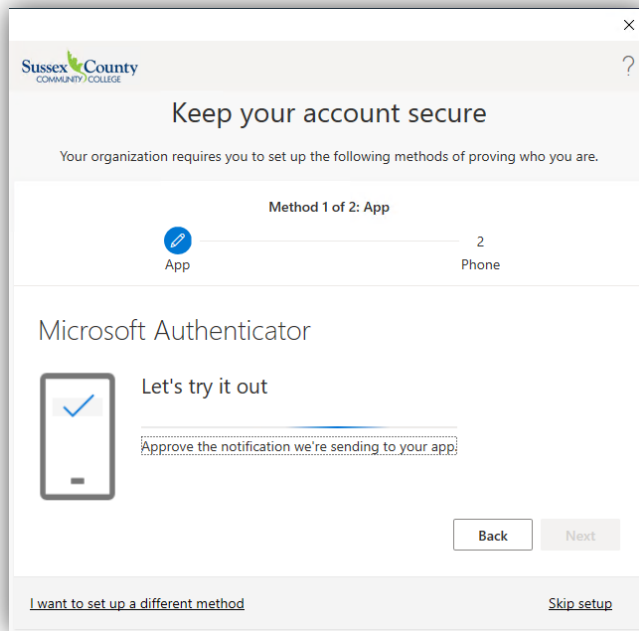 Sussex County
COMMUNITY COLLEGE
?
Keep your account secure
Your organization requires you to set up the following methods of proving who you are.
Method 1 of 2: App
2
App
Phone
Microsoft Authenticator
Let's try it out
Approve the notification we're sending to your app.
Back
Next
I want to set up a different method
Skip setup